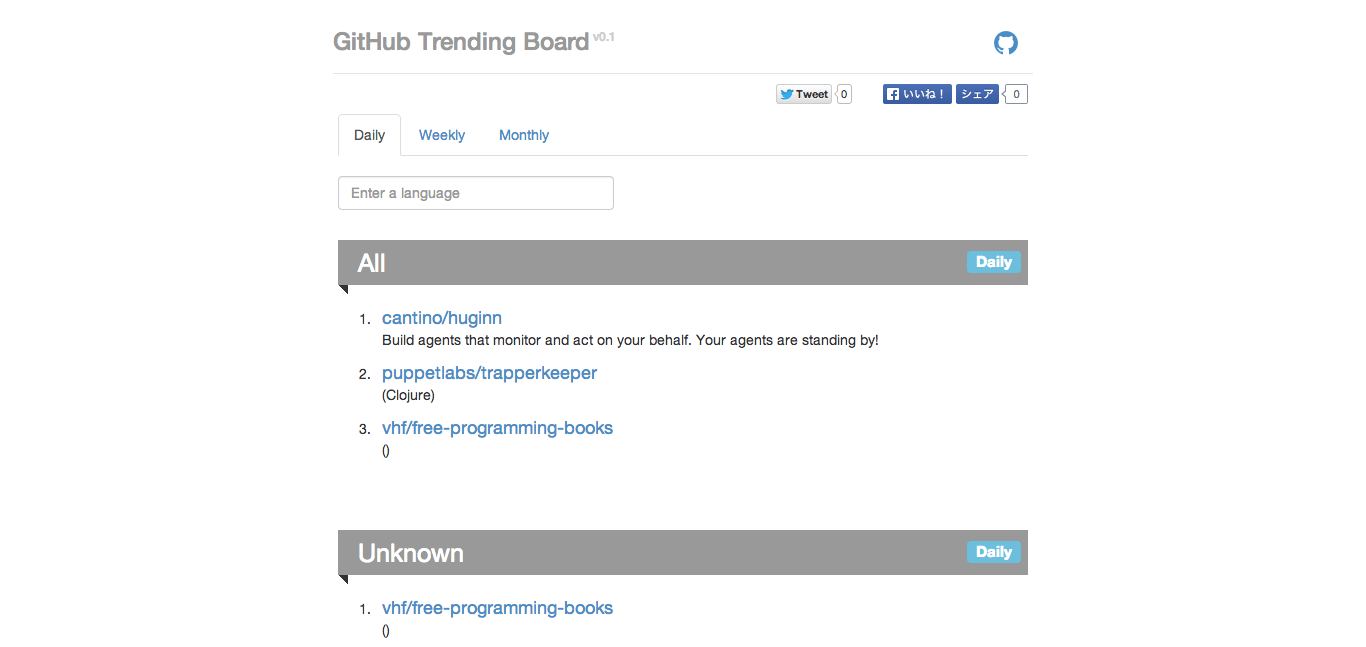 GitHub Trending Board v0.1
Tweet 0 いいね！ シェア 0
Daily Weekly Monthly
Enter a language
All Daily
1. cantino/huginn
Build agents that monitor and act on your behalf. Your agents are standing by!
2. puppetlabs/trapperkeeper
(Clojure)
3. vhf/free-programming-books
()
Unknown Daily
1. vhf/free-programming-books
()